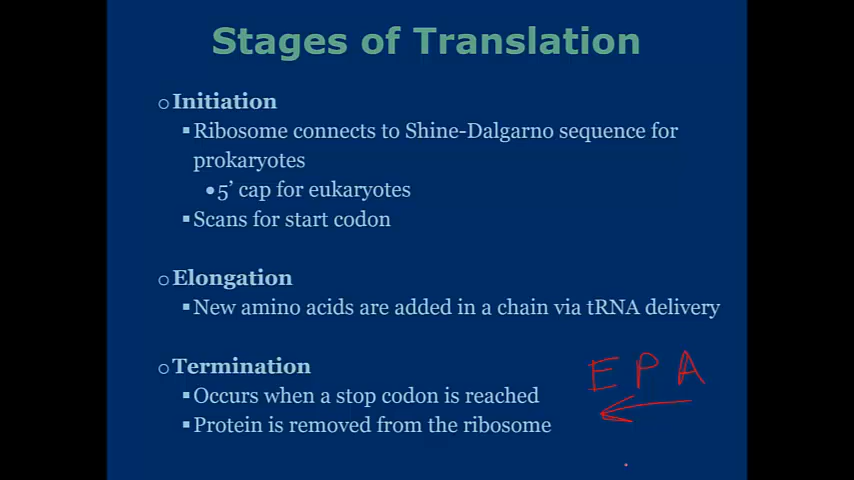 Stages of Translation
Initiation
Ribosome connects to Shine-Dalgarno sequence for
prokaryotes
5’ cap for eukaryotes
Scans for start codon
Elongation
New amino acids are added in a chain via tRNA delivery
Termination
Occurs when a stop codon is reached
Protein is removed from the ribosome
E P A